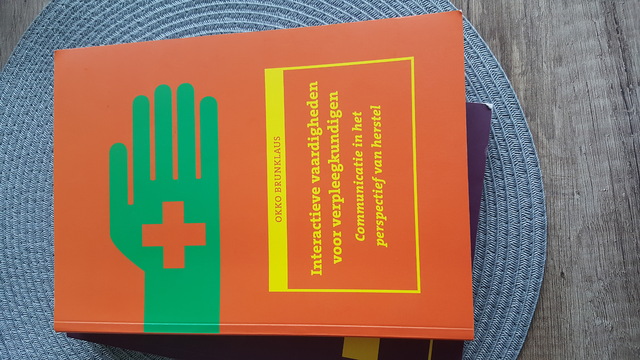 OKKO BRUNKLAUS
Interactieve vaardigheden
voor verpleegkundigen
Communicatie in het
perspectief van herstel